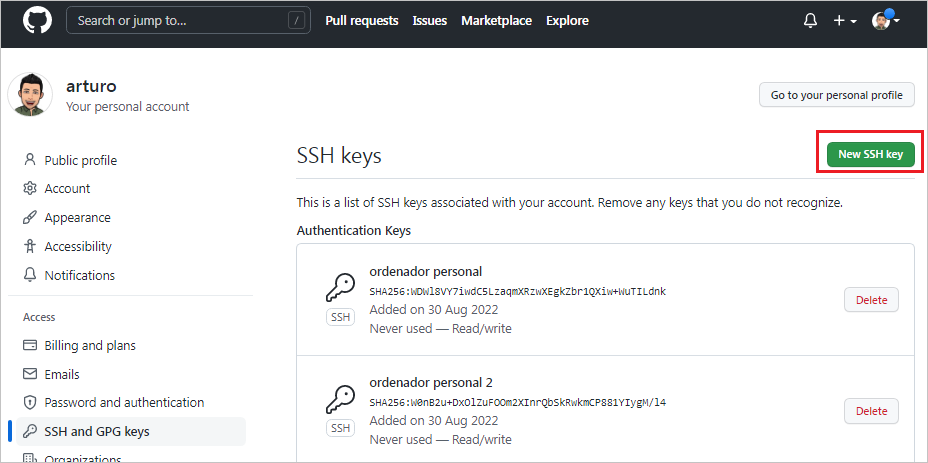 Search or jump to... /
Pull requests Issues Marketplace Explore
arturo
Your personal account
Go to your personal profile
Public profile
Account
Appearance
Accessibility
Notifications
Access
Billing and plans
Emails
Password and authentication
SSH and GPG keys
Organizations
SSH keys
New SSH key
This is a list of SSH keys associated with your account. Remove any keys that you do not recognize.
Authentication Keys
ordenador personal
SHA256:WDWl8VY7iwdC5LzaqmXRzwXEgkZbr1QXiw+WuTILdnk
Added on 30 Aug 2022
Never used — Read/write
SSH
Delete
ordenador personal 2
SHA256:W0nB2u+DxOlZuFOOm2XInrQbSkRwkmCP881YIygM/l4
Added on 30 Aug 2022
Never used — Read/write
SSH
Delete